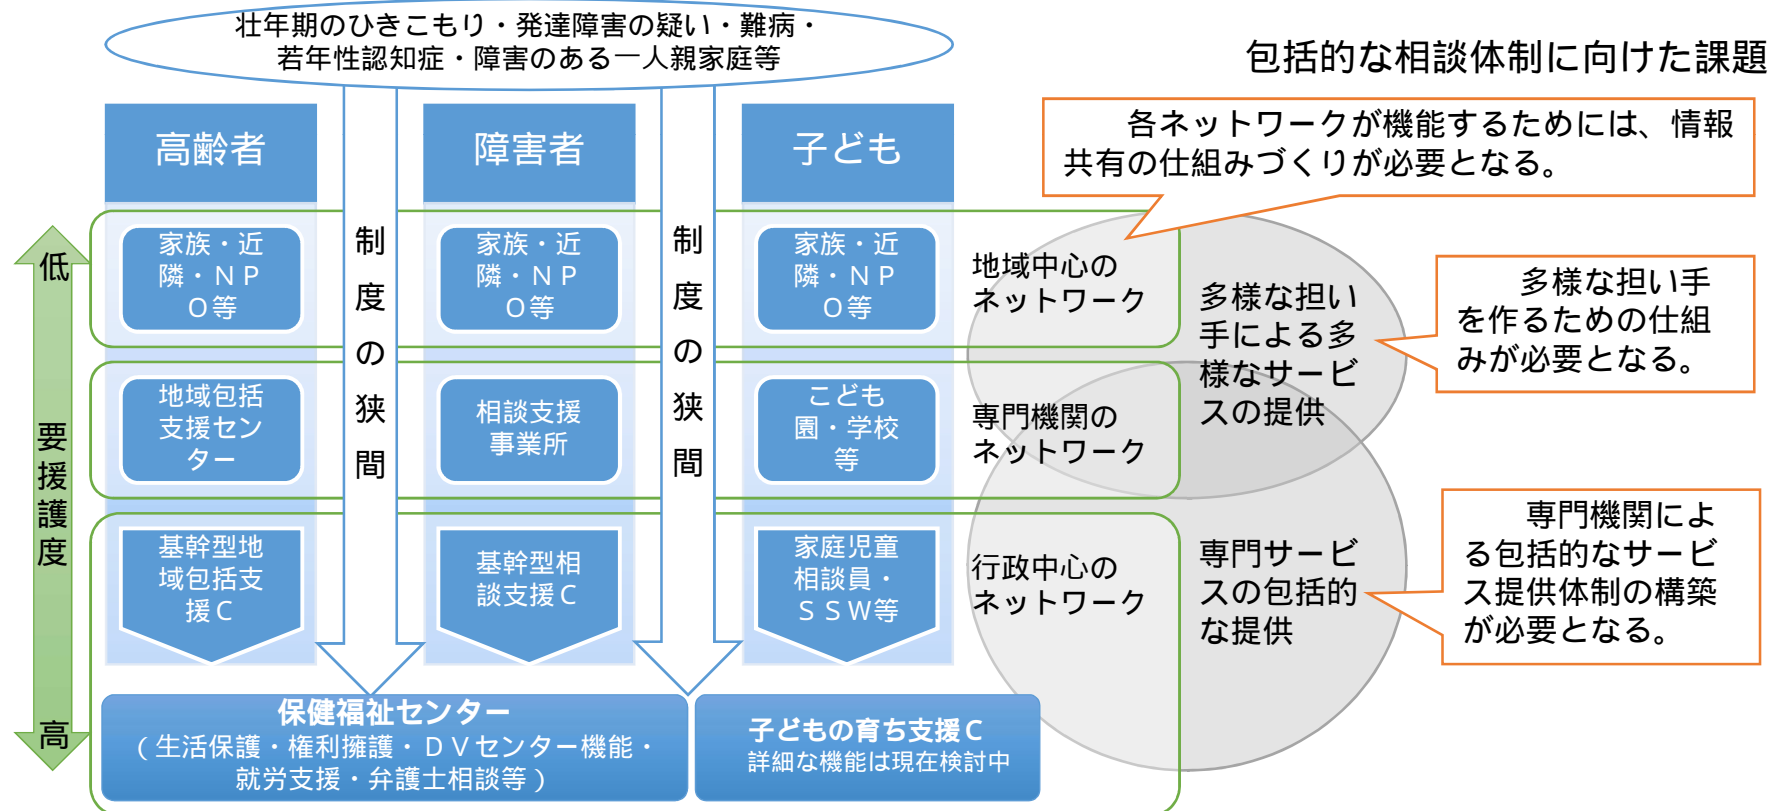 壮年期のひきこもり・発達障害の疑い・難病・
若年性認知症・障害のある一人親家庭等
包括的な相談体制に向けた課題
高齢者
障害者
子ども
各ネットワークが機能するためには、情報
共有の仕組みづくりが必要となる。
低
要援護度
高
制度の狭間
制度の狭間
家族・近
隣・ＮＰ
Ｏ等
家族・近
隣・ＮＰ
Ｏ等
家族・近
隣・ＮＰ
Ｏ等
地域中心の
ネットワーク
多様な担い
手による多
様なサービ
スの提供
多様な担い手
を作るための仕組
みが必要となる。
地域包括
支援セン
ター
相談支援
事業所
こども
園・学校
等
専門機関の
ネットワーク
基幹型地
域包括支
援Ｃ
基幹型相
談支援Ｃ
家庭児童
相談員・
ＳＳＷ等
行政中心の
ネットワーク
専門サービ
スの包括的
な提供
専門機関によ
る包括的なサービ
ス提供体制の構築
が必要となる。
保健福祉センター
（生活保護・権利擁護・ＤＶセンター機能・
就労支援・弁護士相談等）
子どもの育ち支援Ｃ
詳細な機能は現在検討中